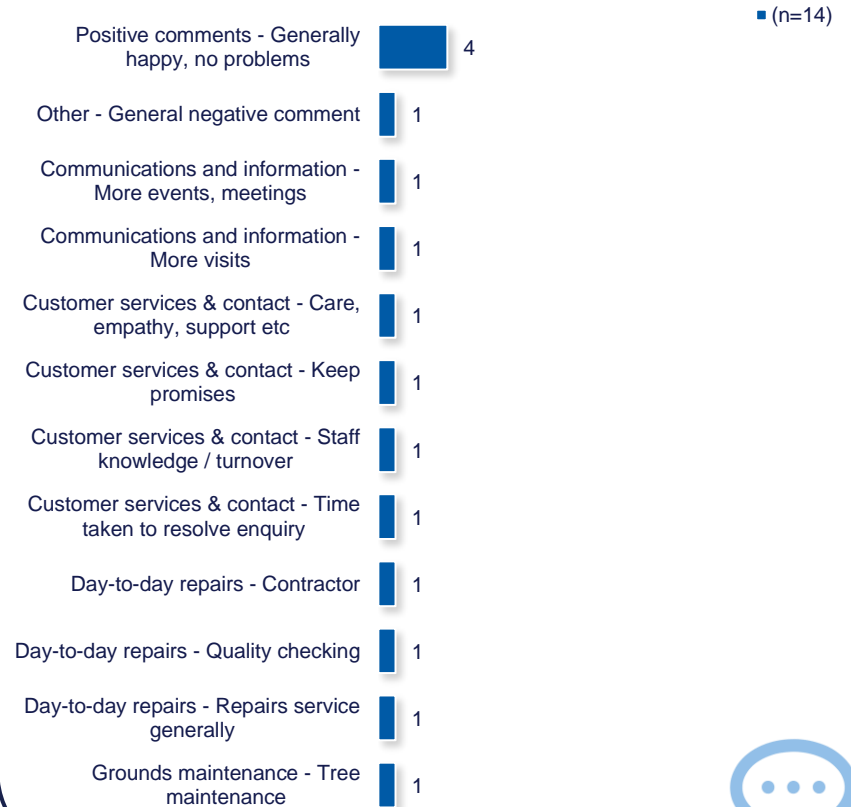 (n=14)
Positive comments - Generally
happy, no problems
4
Other - General negative comment
1
Communications and information -
More events, meetings
1
Communications and information -
More visits
1
Customer services & contact - Care,
empathy, support etc
1
Customer services & contact - Keep
promises
1
Customer services & contact - Staff
knowledge / turnover
1
Customer services & contact - Time
taken to resolve enquiry
1
Day-to-day repairs - Contractor
1
Day-to-day repairs - Quality checking
1
Day-to-day repairs - Repairs service
generally
1
Grounds maintenance - Tree
maintenance
1